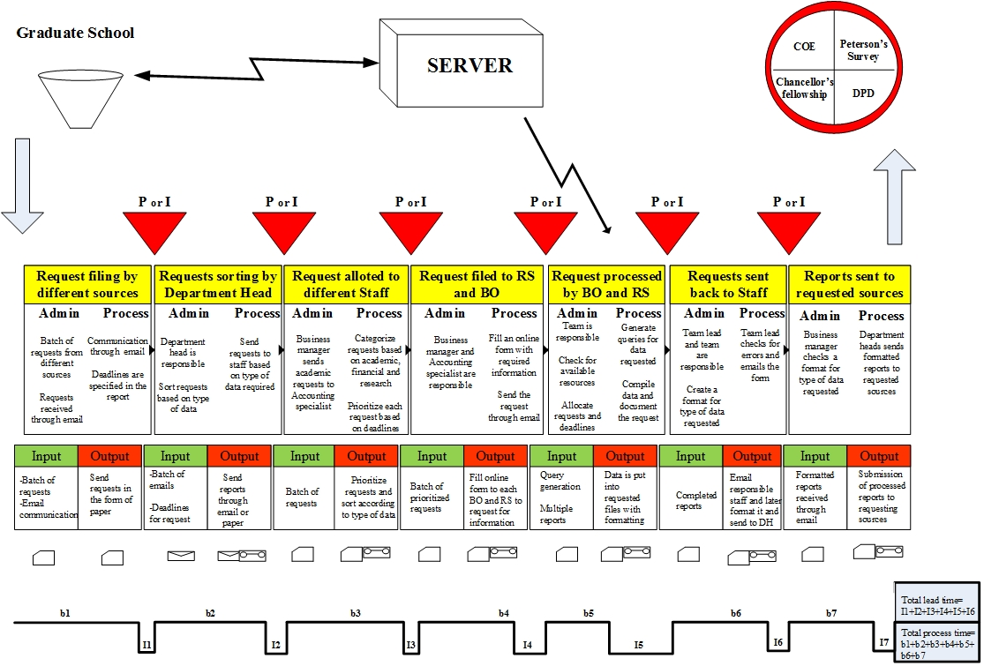 Graduate School
SERVER
COE
Peterson's
Survey
Chancellor's
fellowship
DPD
P or I
P or I
P or I
P or I
P or I
P or I
Request filing by
different sources
Admin
Process
Batch of
requests from
different
sources
Requests
received
through email
Communication
through email
Deadlines are
specified in the
report
Requests sorting by
Department Head
Admin
Process
Department
head is
responsible
Sort requests
based on type
of data
Send
requests to
staff based
on type of
data required
Request alloted to
different Staff
Admin
Process
Business
manager
sends
academic
requests to
Accounting
specialist
Categorize
requests based
on academic,
financial and
research
Prioritize each
request based
on deadlines
Request filed to RS
and BO
Admin
Process
Business
manager and
Accounting
specialist are
responsible
Fill an online
form with
required
information
Send the
request
through email
Request processed
by BO and RS
Admin
Process
Team is
responsible
Check for
available
resources
Allocate
requests and
deadlines
Generate
queries for
data
requested
Compile
data and
document
the request
Requests sent
back to Staff
Admin
Process
Team lead
and team
are
responsible
Create a
format for
type of data
requested
Team lead
checks for
errors and
emails the
form
Reports sent to
requested sources
Admin
Process
Business
manager
checks a
format for
type of data
requested
Department
heads sends
formatted
reports to
requested
sources
Input
Output
-Batch of
requests
-Email
communication
Send
requests in
the form of
paper
Input
Output
-Batch of
emails
-Deadlines
for request
Send
reports
through
email or
paper
Input
Output
Batch of
requests
Prioritize
requests and
sort according
to type of data
Input
Output
Batch of
prioritized
requests
Fill online
form to each
BO and RS to
request for
information
Input
Output
Query
generation
Multiple
reports
Data is put
into
requested
files with
formatting
Input
Output
Completed
reports
Email
responsible
staff and later
format it and
send to DH
Input
Output
Formatted
reports
received
through
email
Submission
of processed
reports to
requesting
sources
b1
I1
b2
I2
b3
I3
b4
I4
b5
I5
b6
I6
b7
I7
Total lead time=
I1+I2+I3+I4+I5+I6
Total process time=
b1+b2+b3+b4+b5+
b6+b7